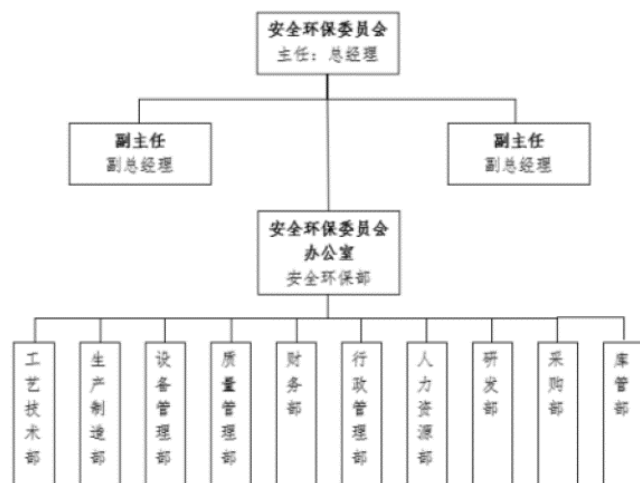 安全环保委员会
主任：总经理
副主任
副总经理
副主任
副总经理
安全环保委员会
办公室
安全环保部
工艺技术部
生产制造部
设备管理部
质量管理部
财务部
行政管理部
人力资源部
研发部
采购部
库管部